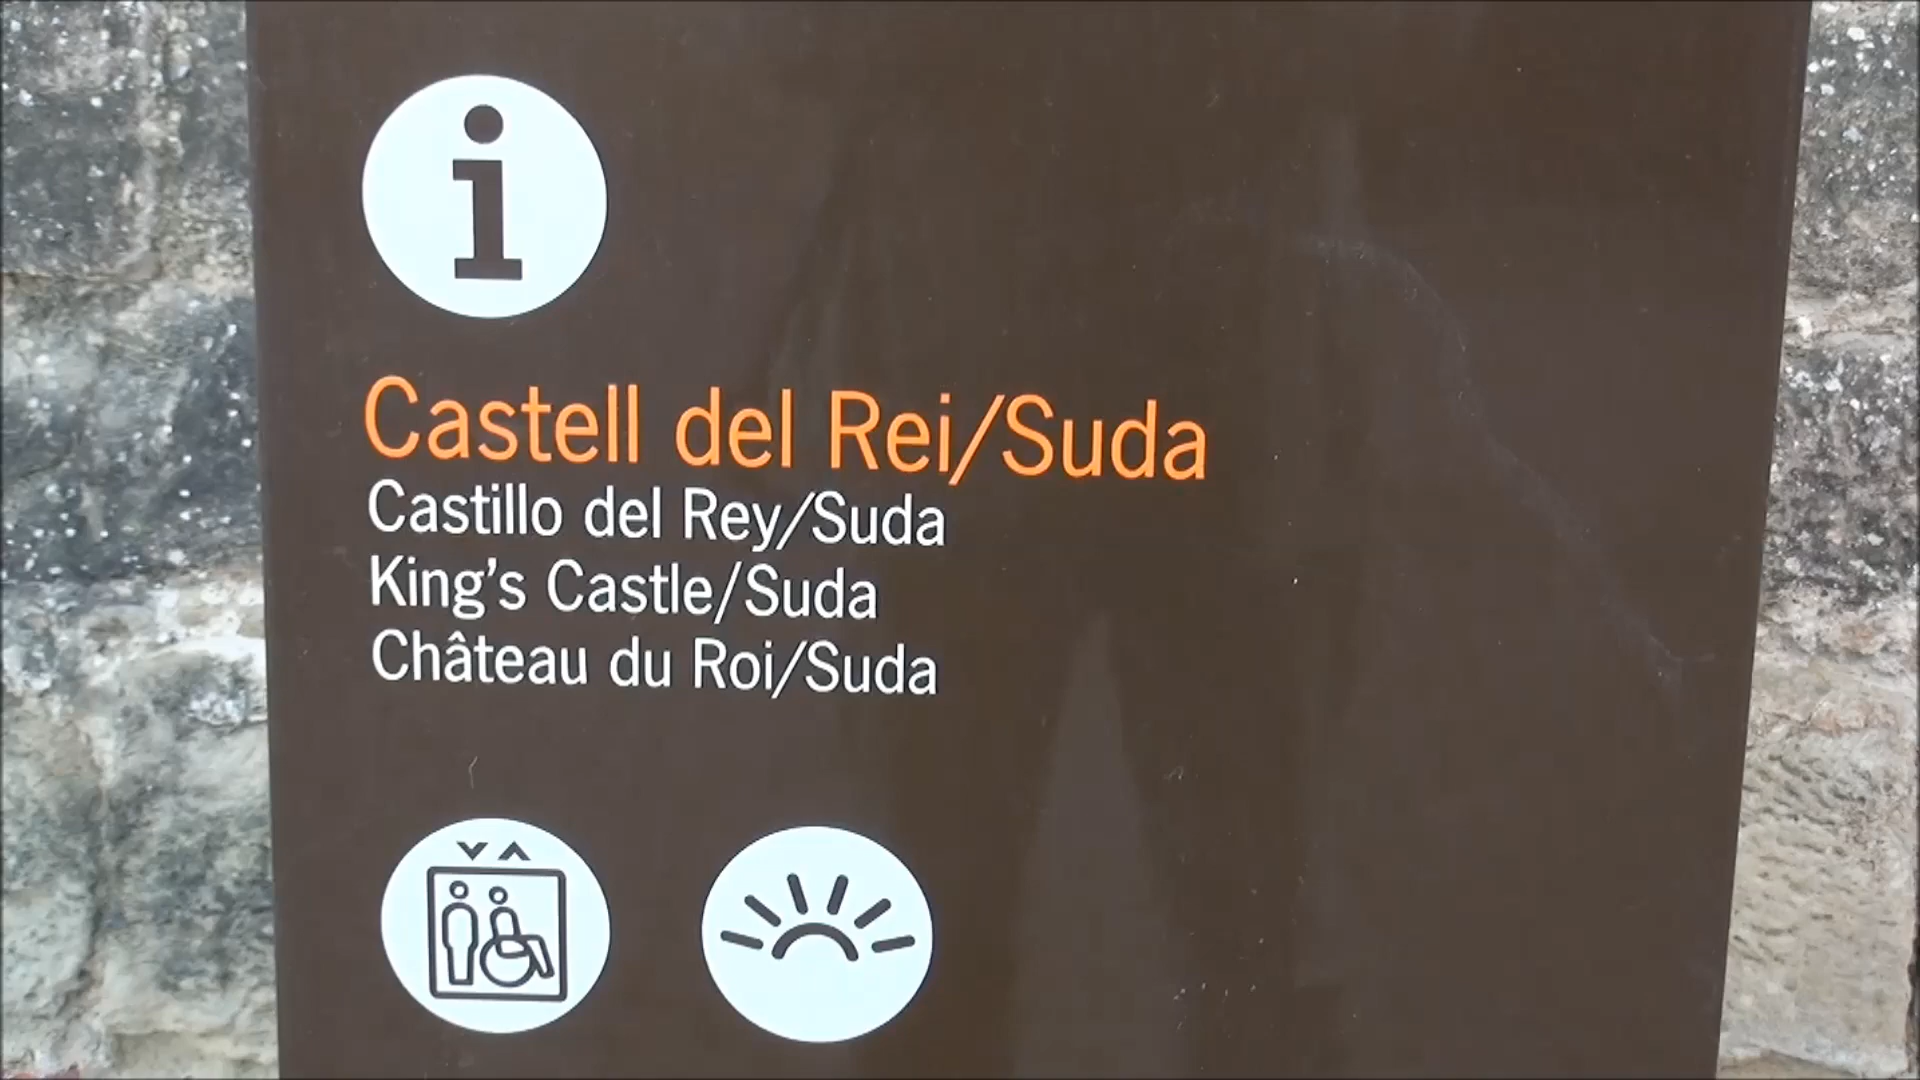 i
Castell del Rei/Suda
Castillo del Rey/Suda
King's Castle/Suda
Château du Roi/Suda